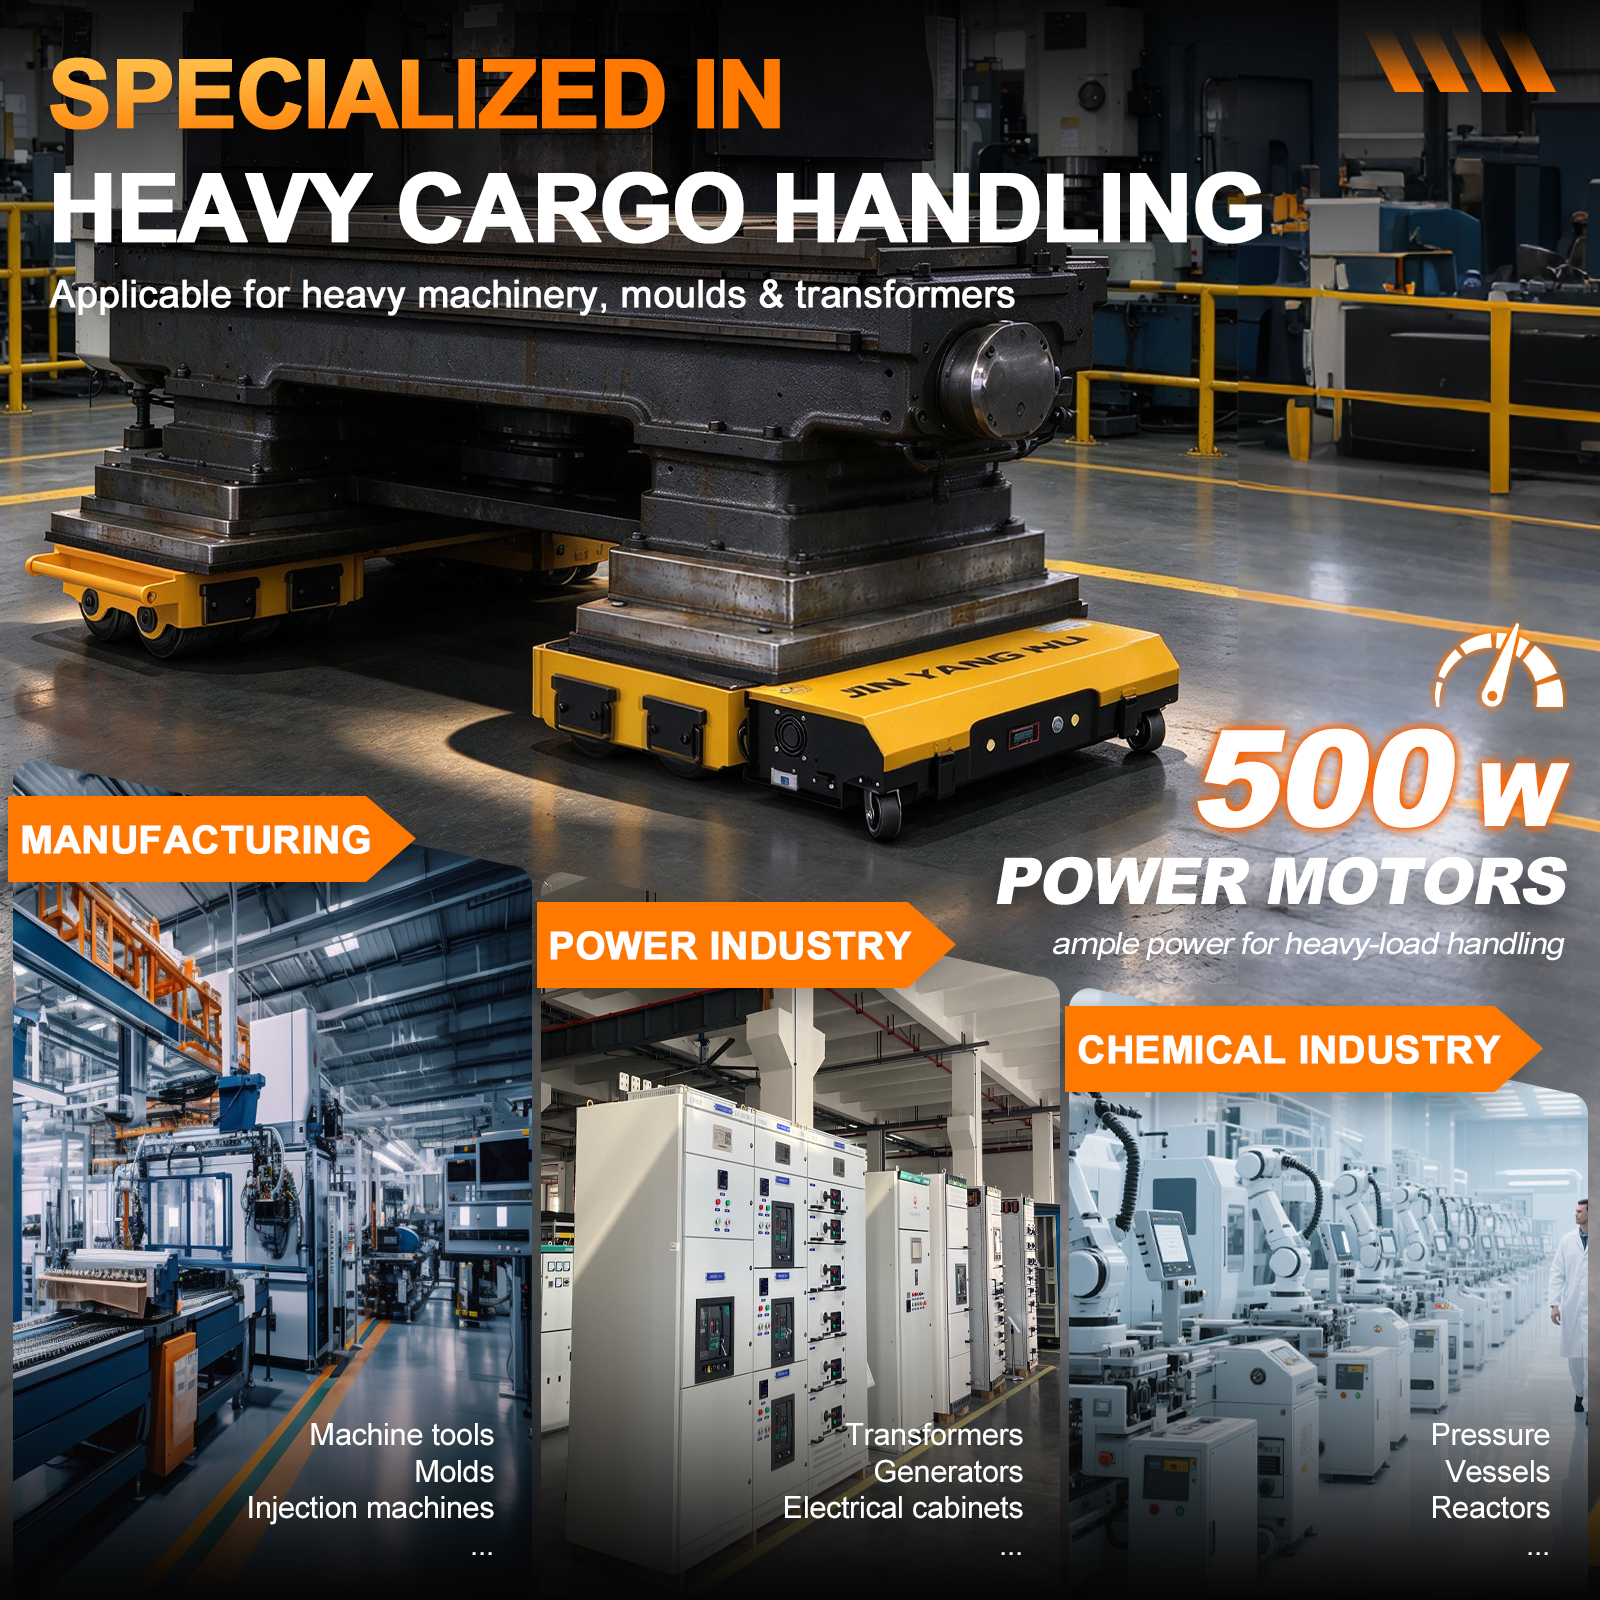 SPECIALIZED IN
HEAVY CARGO HANDLING
Applicable for heavy machinery, moulds & transformers
JIN YANG HU
500 W
POWER MOTORS
ample power for heavy-load handling
MANUFACTURING
Machine tools
Molds
Injection machines
...
POWER INDUSTRY
Transformers
Generators
Electrical cabinets
...
CHEMICAL INDUSTRY
Pressure
Vessels
Reactors
...